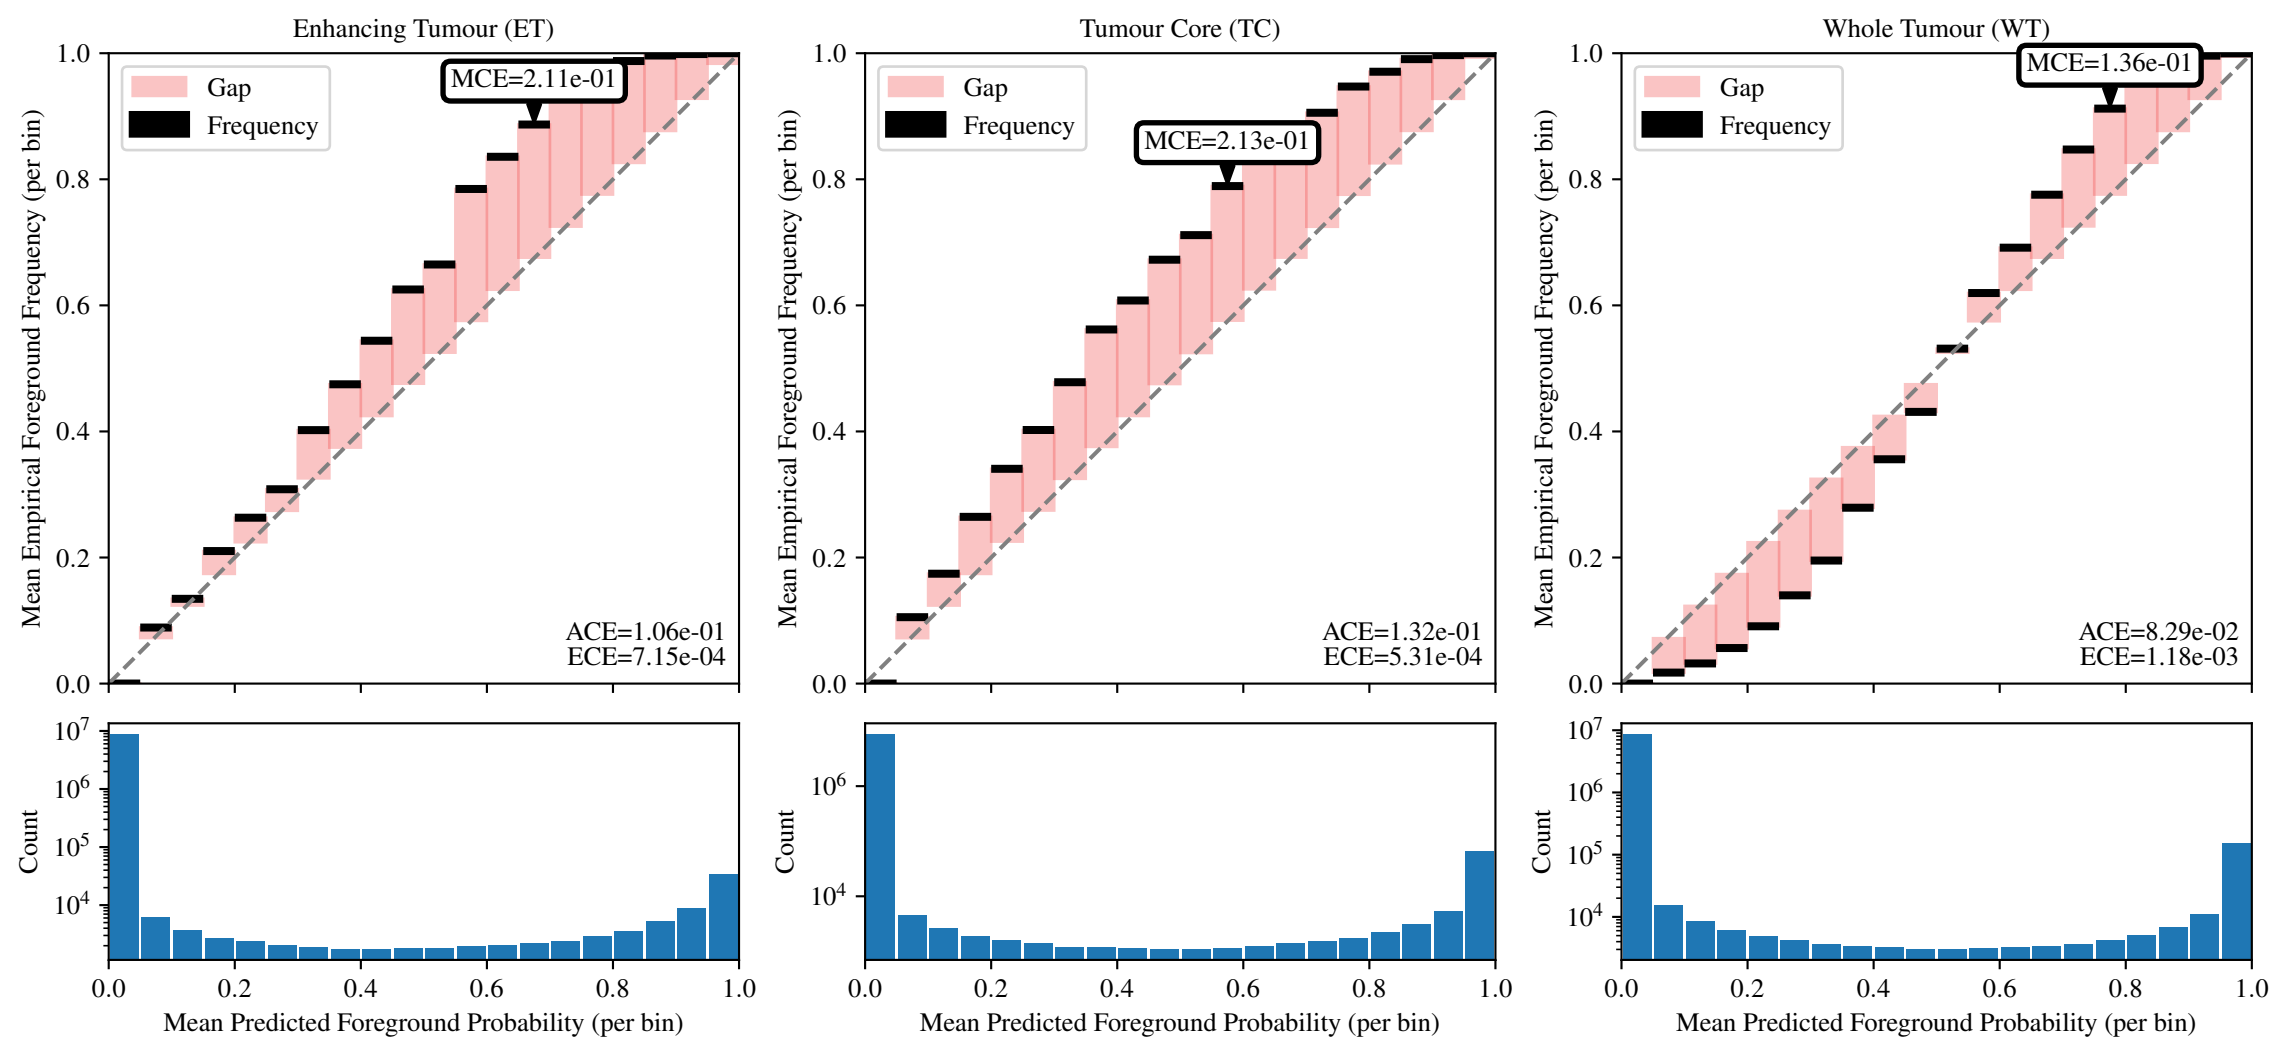 Enhancing Tumour (ET)
Mean Empirical Foreground Frequency (per bin)
1.0
0.8
0.6
0.4
0.2
0.0
Gap
Frequency
MCE=2.11e-01
ACE=1.06e-01
ECE=7.15e-04
Count
10⁷
10⁶
10⁵
10⁴
0.0 0.2 0.4 0.6 0.8 1.0
Mean Predicted Foreground Probability (per bin)
Tumour Core (TC)
Mean Empirical Foreground Frequency (per bin)
1.0
0.8
0.6
0.4
0.2
0.0
Gap
Frequency
MCE=2.13e-01
ACE=1.32e-01
ECE=5.31e-04
Count
10⁶
10⁴
0.0 0.2 0.4 0.6 0.8 1.0
Mean Predicted Foreground Probability (per bin)
Whole Tumour (WT)
Mean Empirical Foreground Frequency (per bin)
1.0
0.8
0.6
0.4
0.2
0.0
Gap
Frequency
MCE=1.36e-01
ACE=8.29e-02
ECE=1.18e-03
Count
10⁷
10⁶
10⁵
10⁴
0.0 0.2 0.4 0.6 0.8 1.0
Mean Predicted Foreground Probability (per bin)